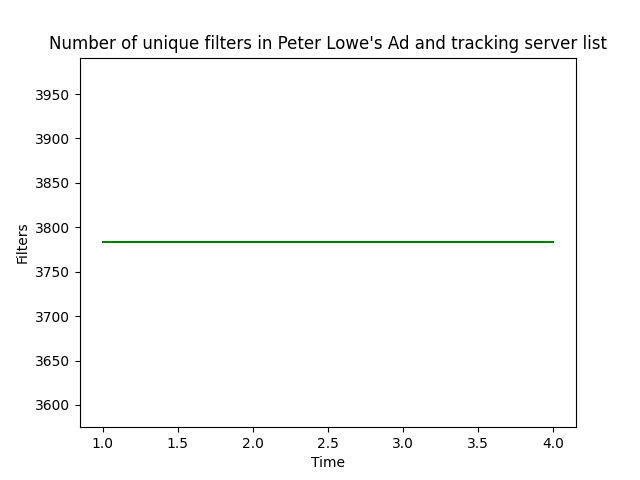 Number of unique filters in Peter Lowe's Ad and tracking server list
3950
3900
3850
3800
3750
3700
3650
3600
Filters
1.0 1.5 2.0 2.5 3.0 3.5 4.0
Time